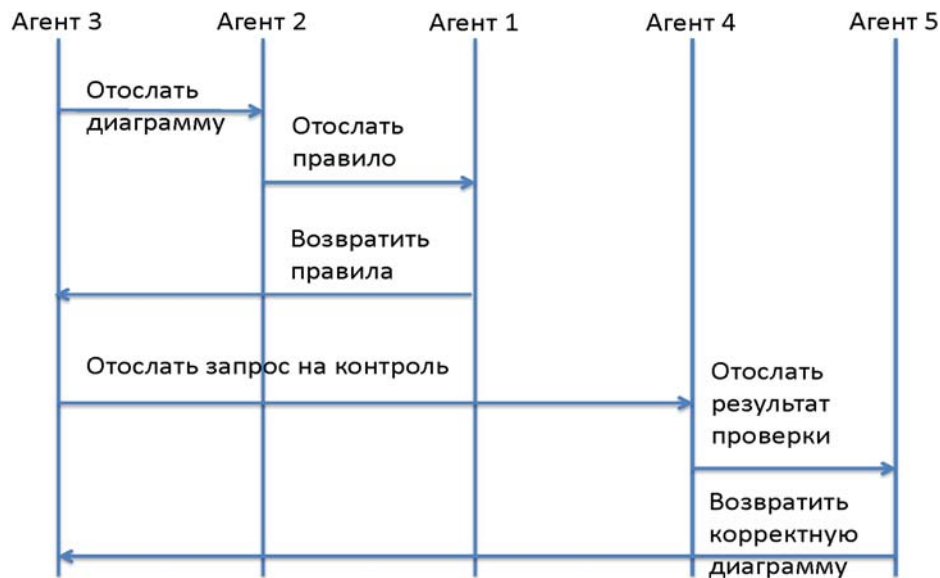 Агент 3
Агент 2
Агент 1
Агент 4
Агент 5
Отослать
диаграмму
Отослать
правило
Возвратить
правила
Отослать запрос на контроль
Отослать
результат
проверки
Возвратить
корректную
диаграмму